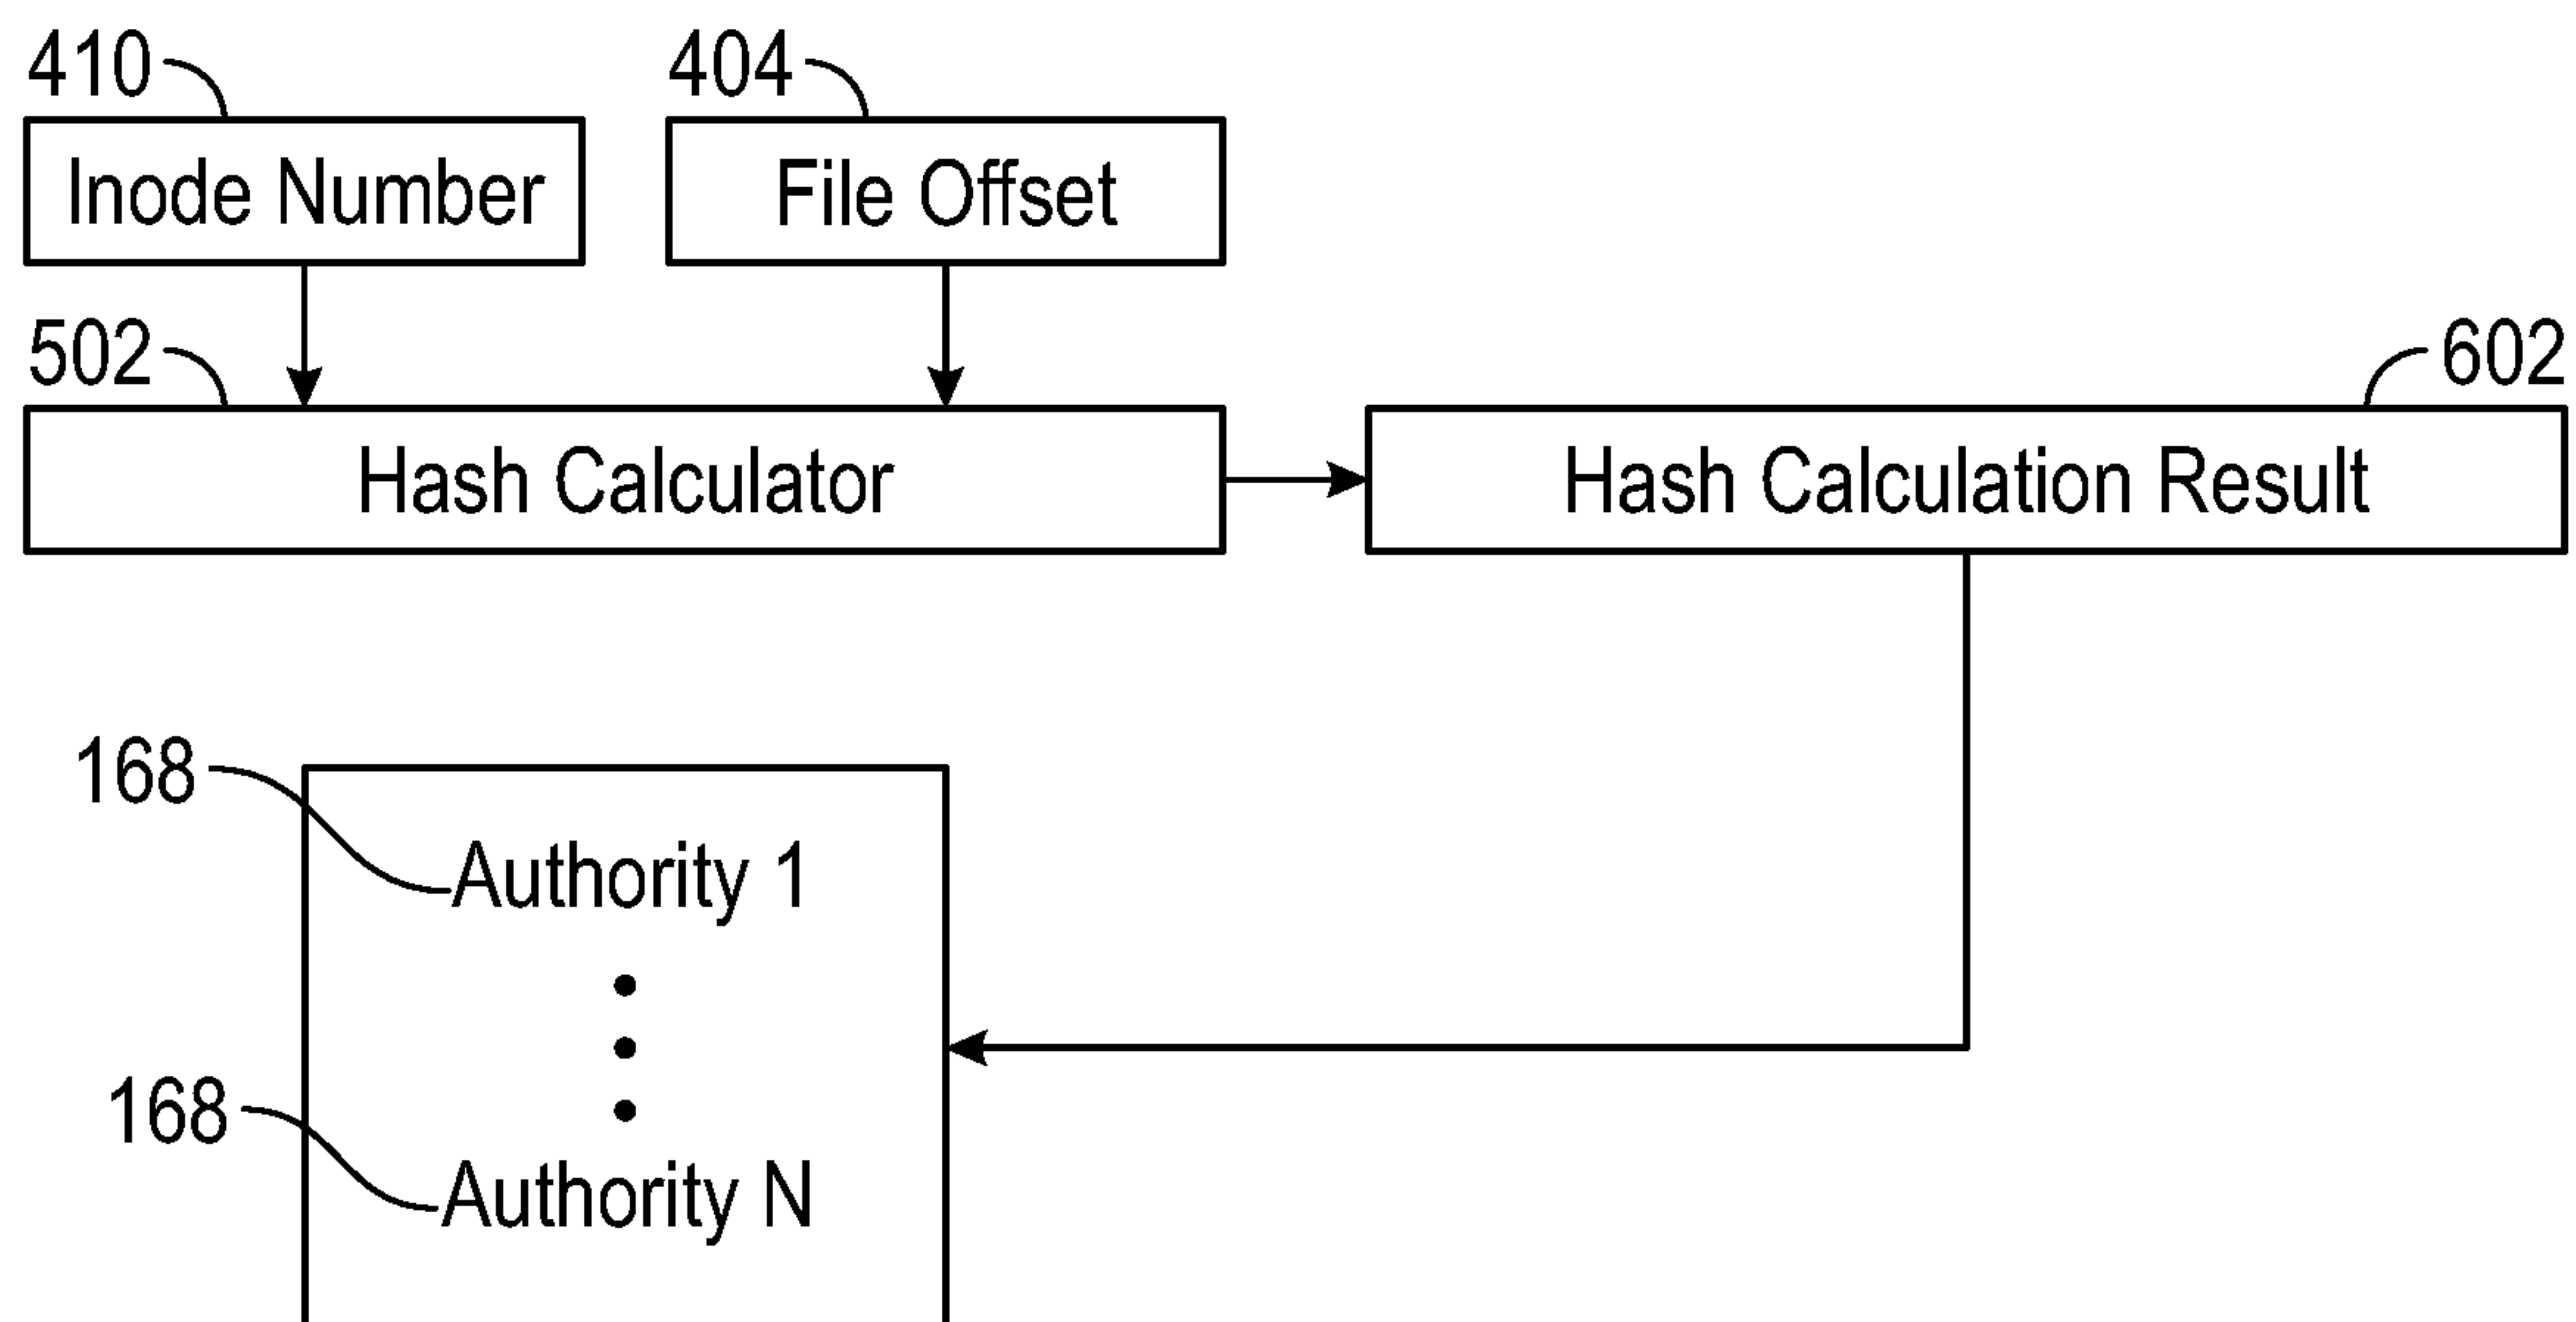 410
404
Inode Number
File Offset
502
602
Hash Calculator
Hash Calculation Result
168
Authority 1
168
Authority N